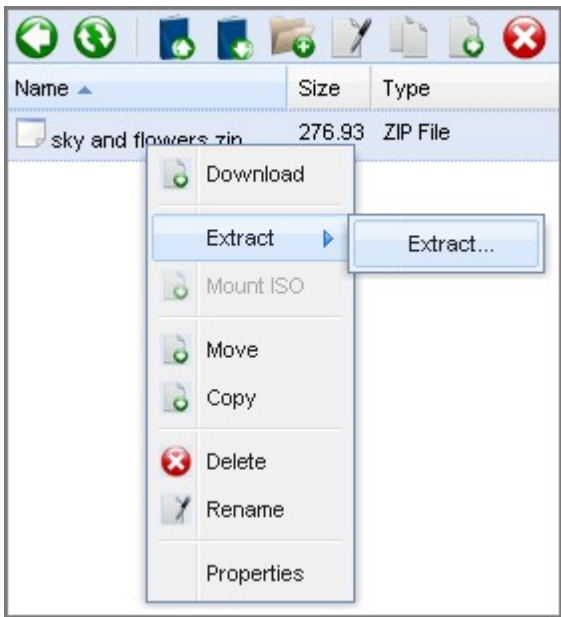 Name Size Type
sky and flowers.zip 276.93 ZIP File
Download
Extract
Extract...
Mount ISO
Move
Copy
Delete
Rename
Properties